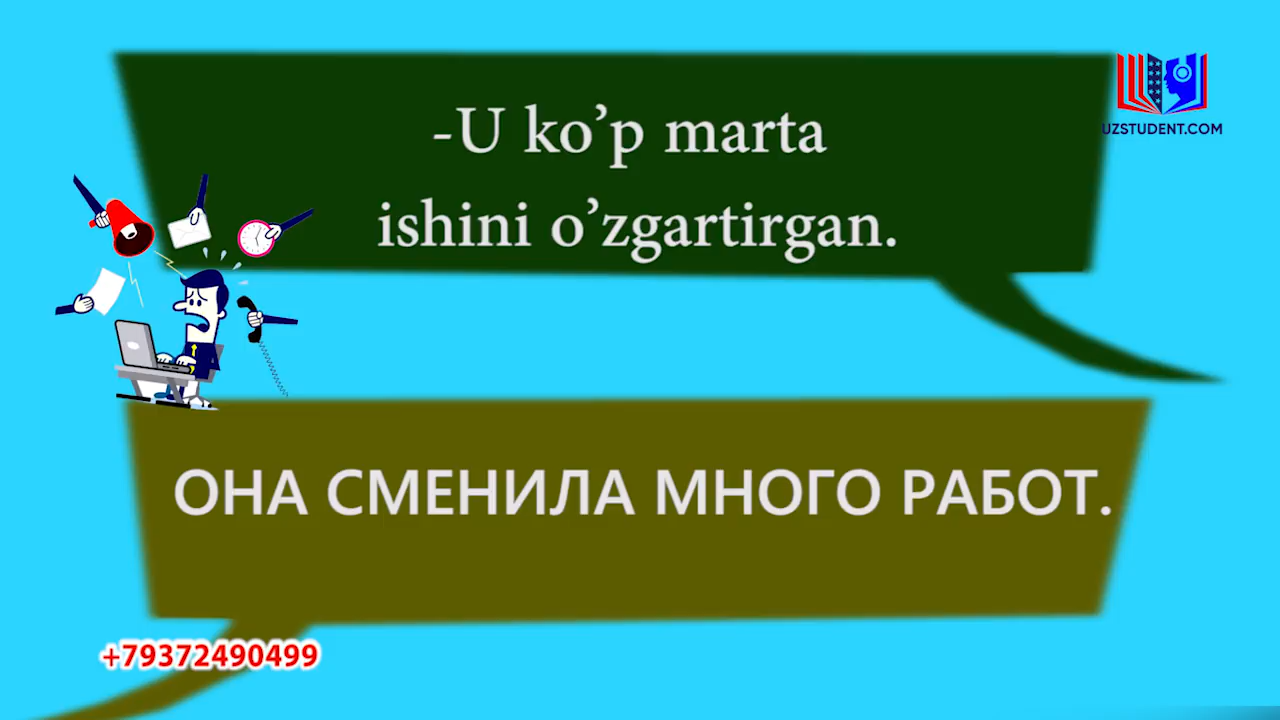 UZSTUDENT.COM
-U ko’p marta
ishini o’zgartirgan.
ОНА СМЕНИЛА МНОГО РАБОТ.
+79372490499